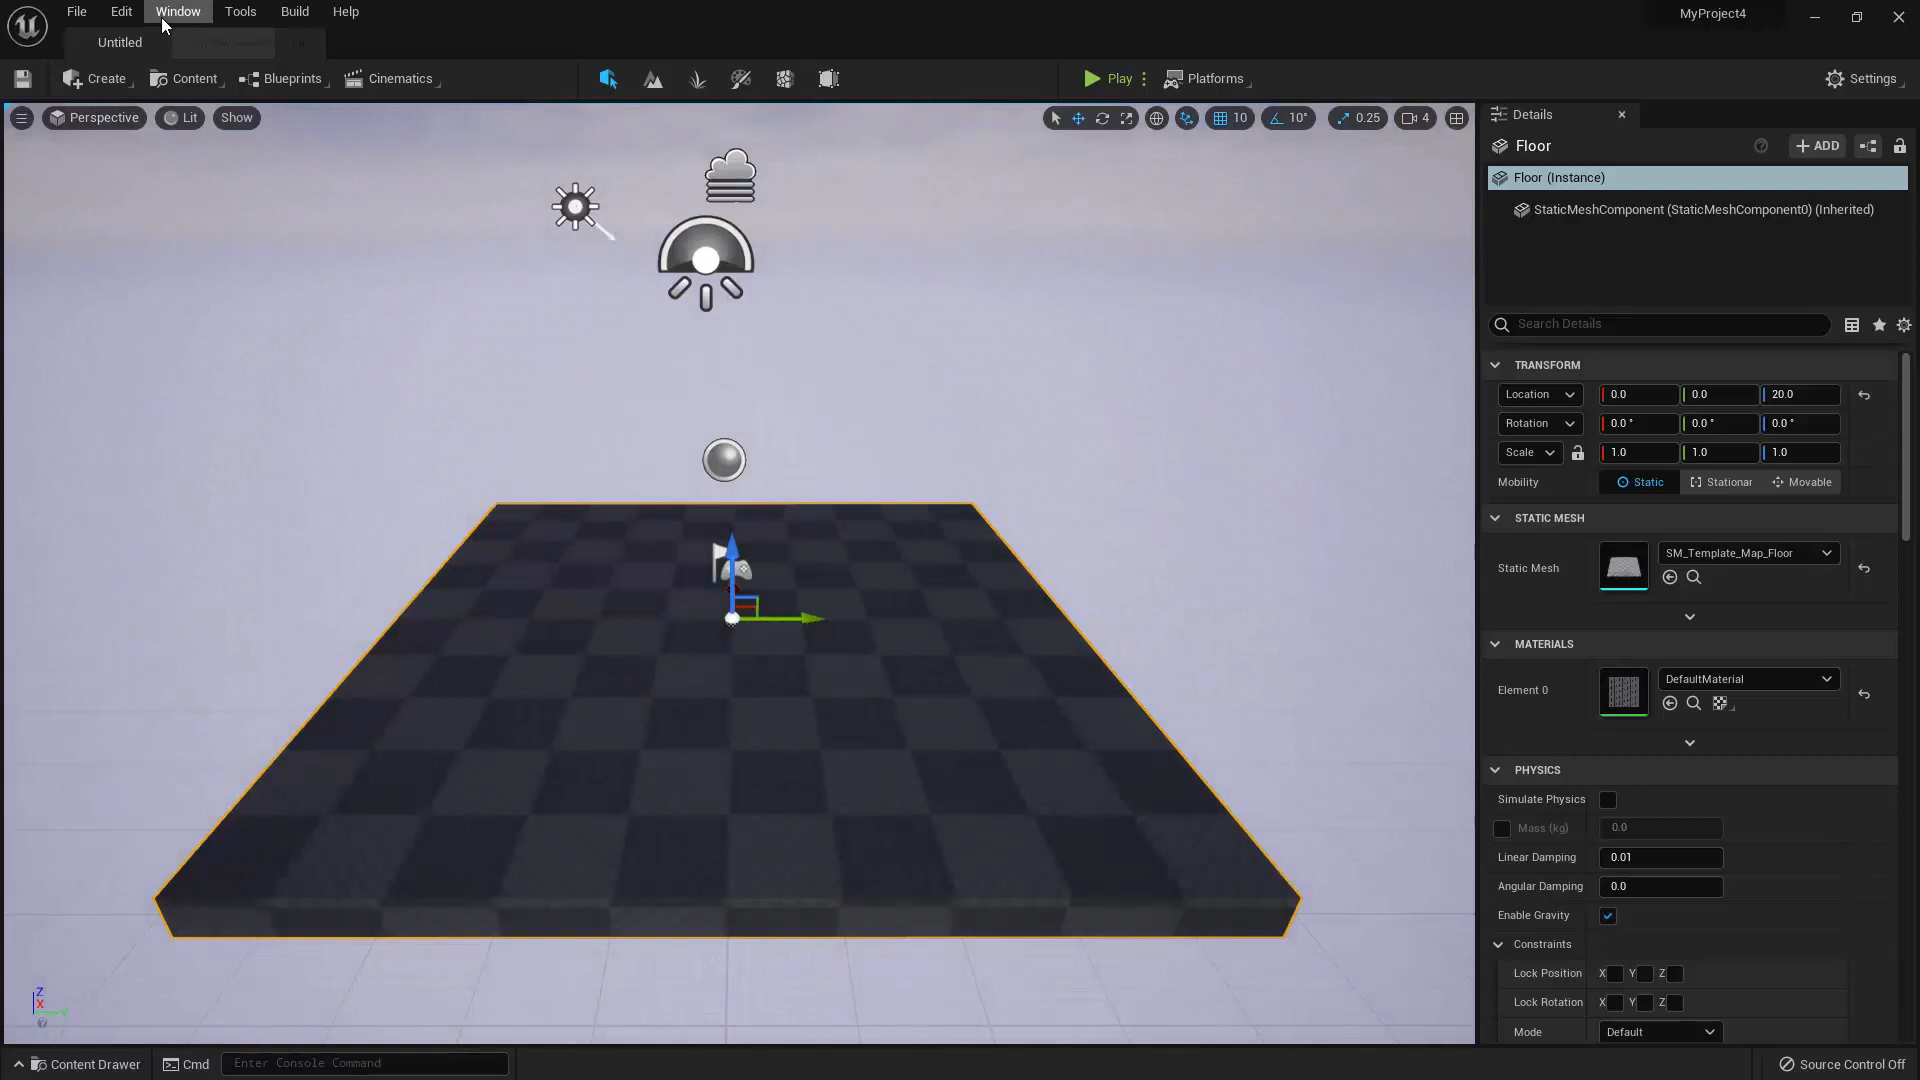 File Edit Window Tools Build Help
MyProject4
Untitled
Create Content Blueprints Cinematics Play Platforms Settings
Perspective Lit Show
10 10° 0.25 4
Details
Floor
ADD
Floor (Instance)
StaticMeshComponent (StaticMeshComponent0) (Inherited)
Search Details
TRANSFORM
Location 0.0 0.0 20.0
Rotation 0.0 ° 0.0 ° 0.0 °
Scale 1.0 1.0 1.0
Mobility Static Stationar Movable
STATIC MESH
Static Mesh SM_Template_Map_Floor
MATERIALS
Element 0 DefaultMaterial
PHYSICS
Simulate Physics
Mass (kg) 0.0
Linear Damping 0.01
Angular Damping 0.0
Enable Gravity
Constraints
Lock Position X Y Z
Lock Rotation X Y Z
Mode Default
Z
X
Y
Content Drawer Cmd Enter Console Command Source Control Off